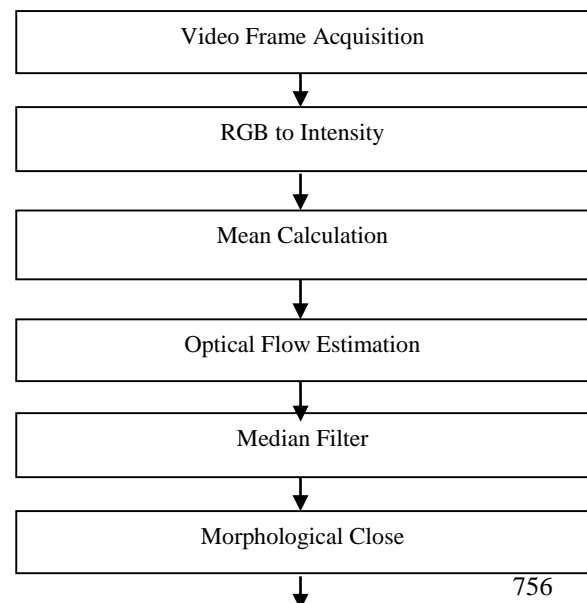 Video Frame Acquisition
RGB to Intensity
Mean Calculation
Optical Flow Estimation
Median Filter
Morphological Close
756